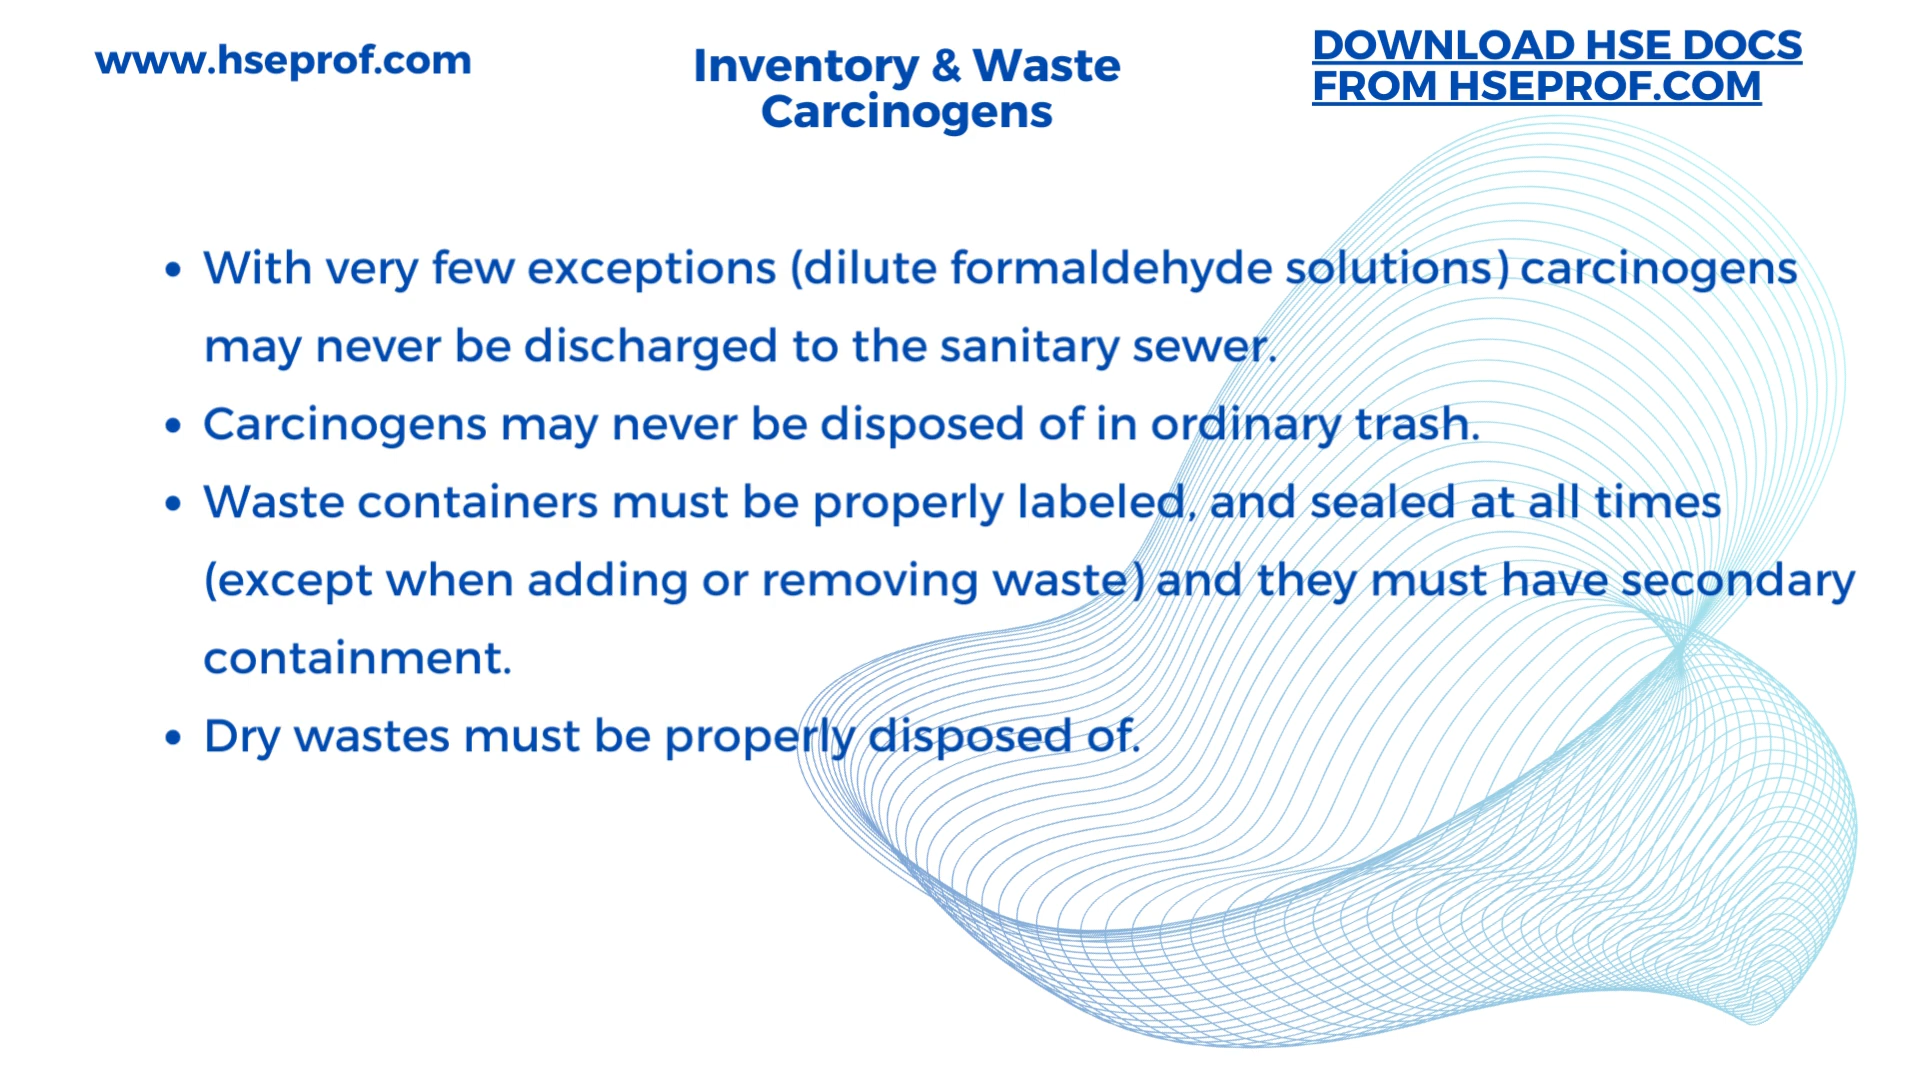 www.hseprof.com
Inventory & Waste
Carcinogens
DOWNLOAD HSE DOCS
FROM HSEPROF.COM
• With very few exceptions (dilute formaldehyde solutions) carcinogens
may never be discharged to the sanitary sewer.
• Carcinogens may never be disposed of in ordinary trash.
• Waste containers must be properly labeled, and sealed at all times
(except when adding or removing waste) and they must have secondary
containment.
• Dry wastes must be properly disposed of.